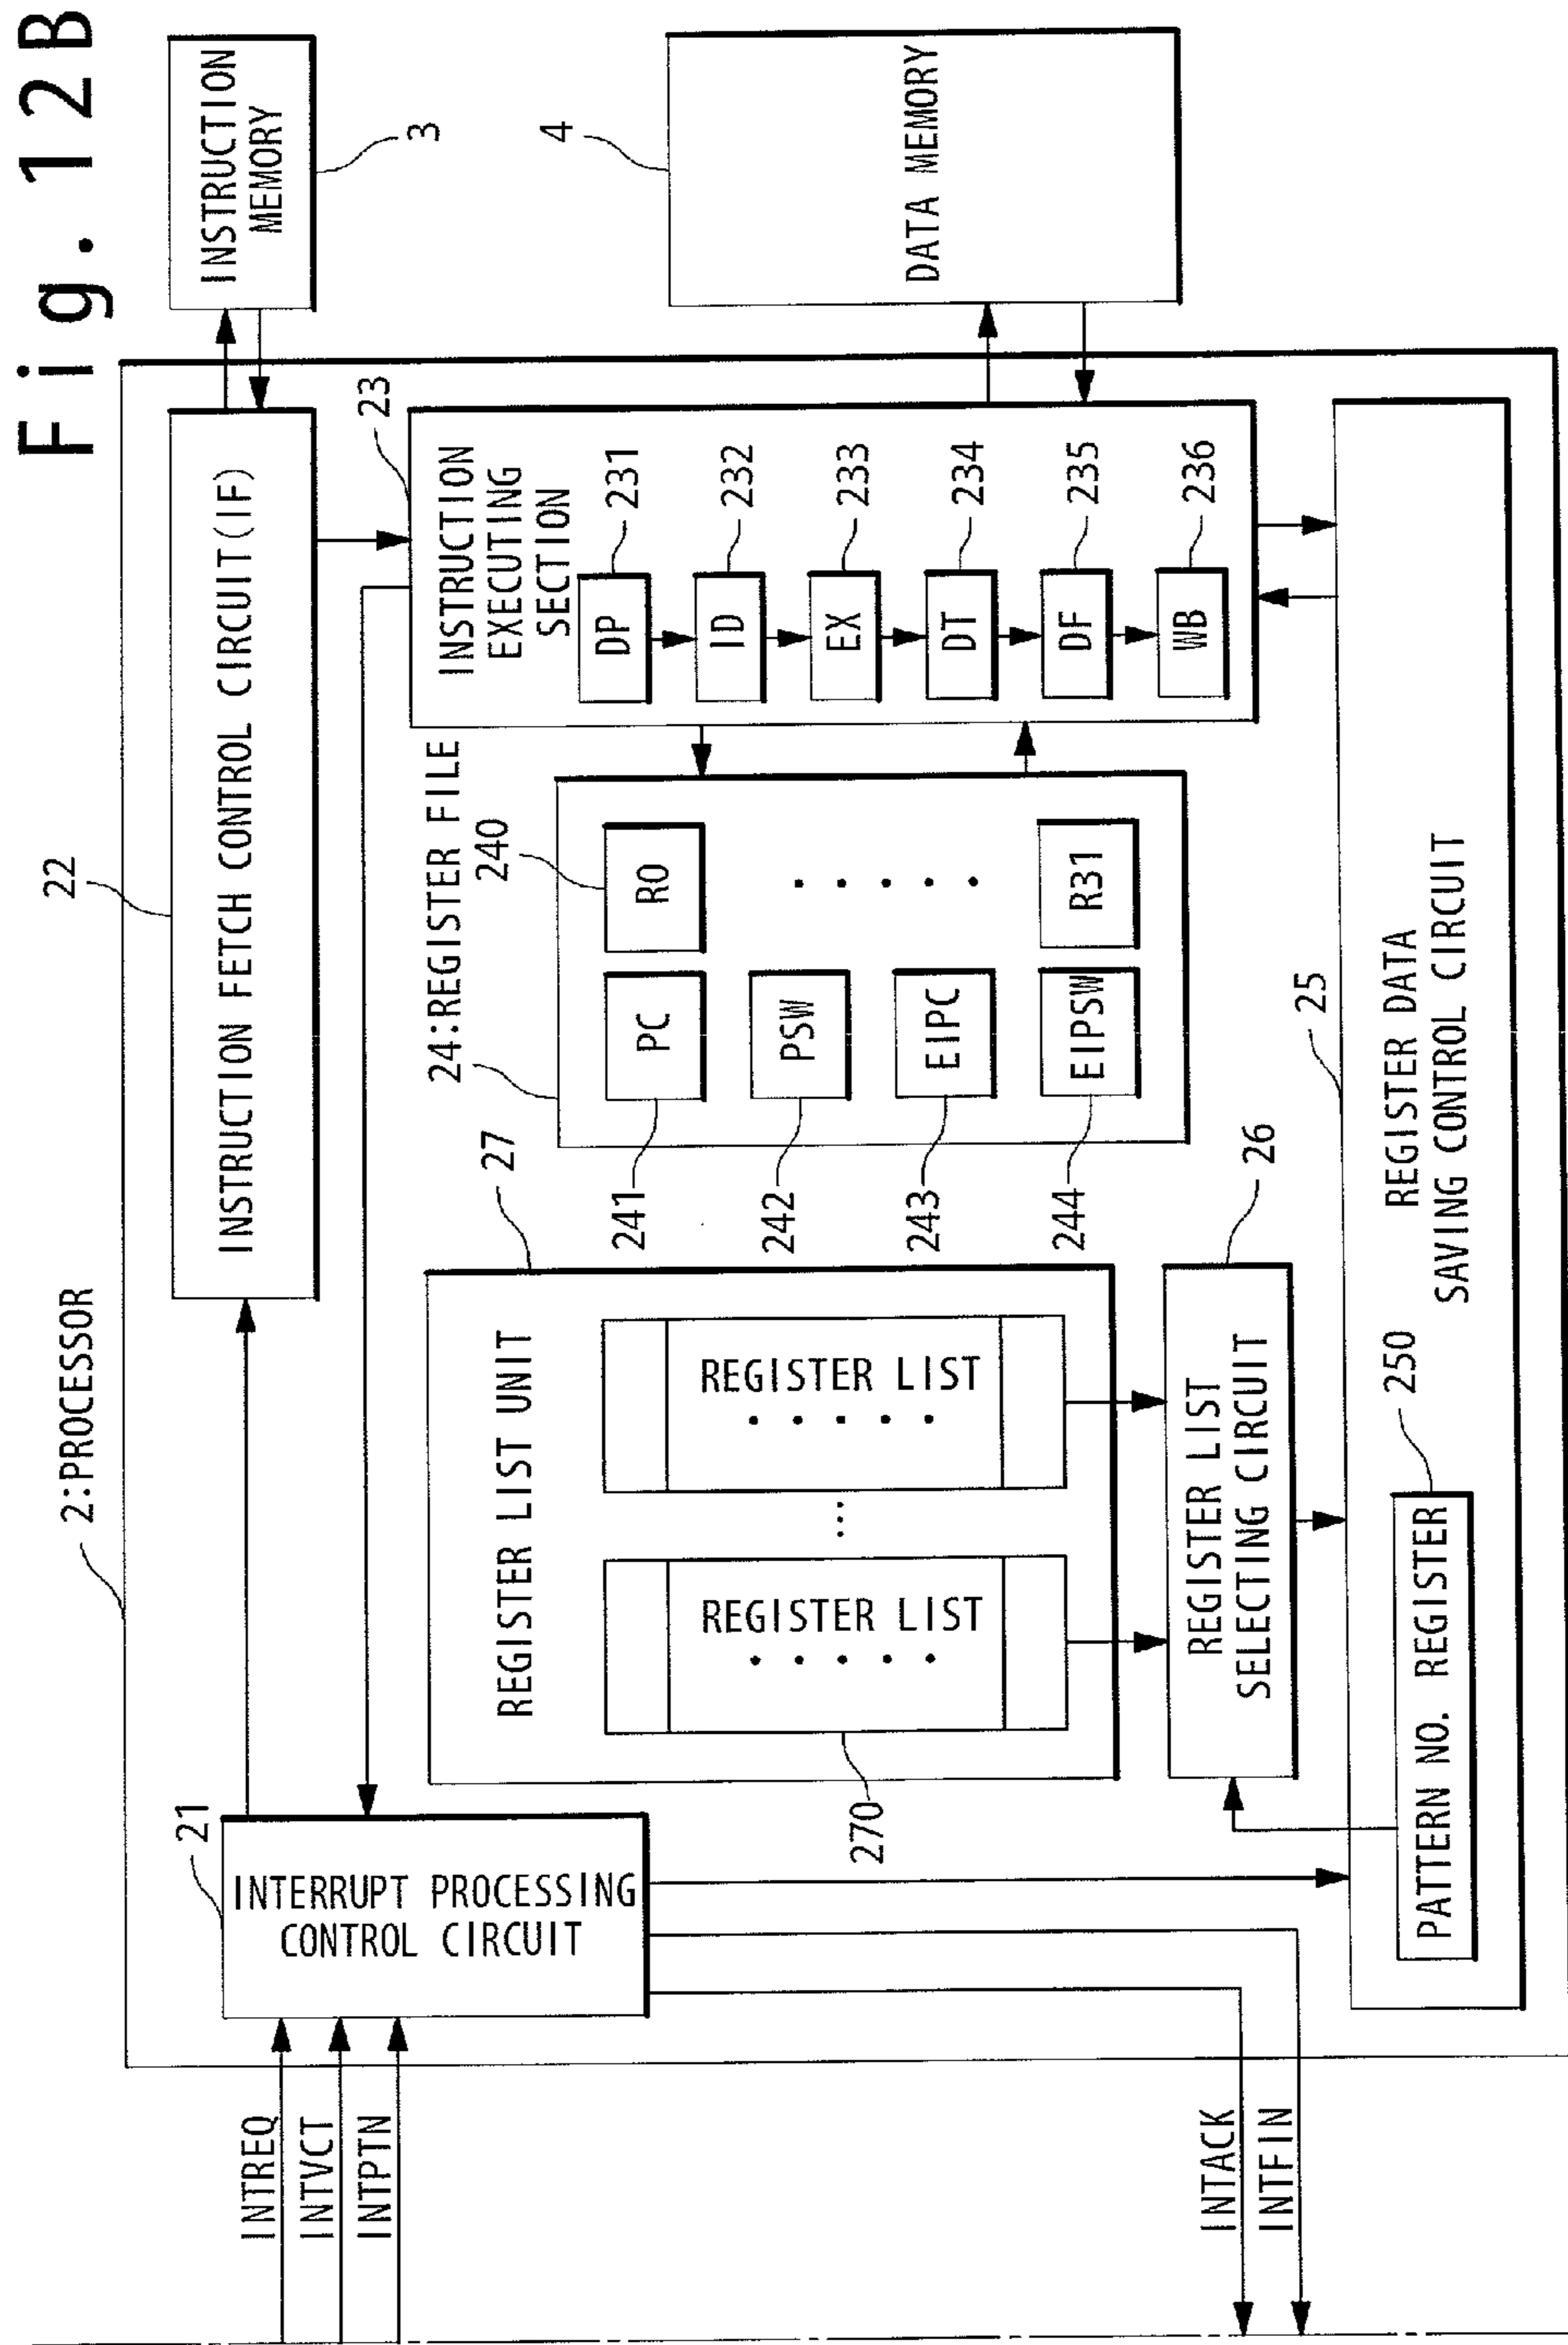 Fig. 12B
2:PROCESSOR
22
INSTRUCTION FETCH CONTROL CIRCUIT(IF)
INSTRUCTION
MEMORY
3
21
INTERRUPT PROCESSING
CONTROL CIRCUIT
INTREQ
INTVCT
INTPTN
INTACK
INTFIN
27
REGISTER LIST UNIT
REGISTER LIST
. . . . .
...
REGISTER LIST
. . . . .
270
26
REGISTER LIST
SELECTING CIRCUIT
24:REGISTER FILE
240
PC
R0
241
PSW
242
EIPC
243
EIPSW
R31
244
. . . . .
23
INSTRUCTION
EXECUTING
SECTION
DP
231
ID
232
EX
233
DT
234
DF
235
WB
236
4
DATA MEMORY
25
REGISTER DATA
SAVING CONTROL CIRCUIT
250
PATTERN NO. REGISTER